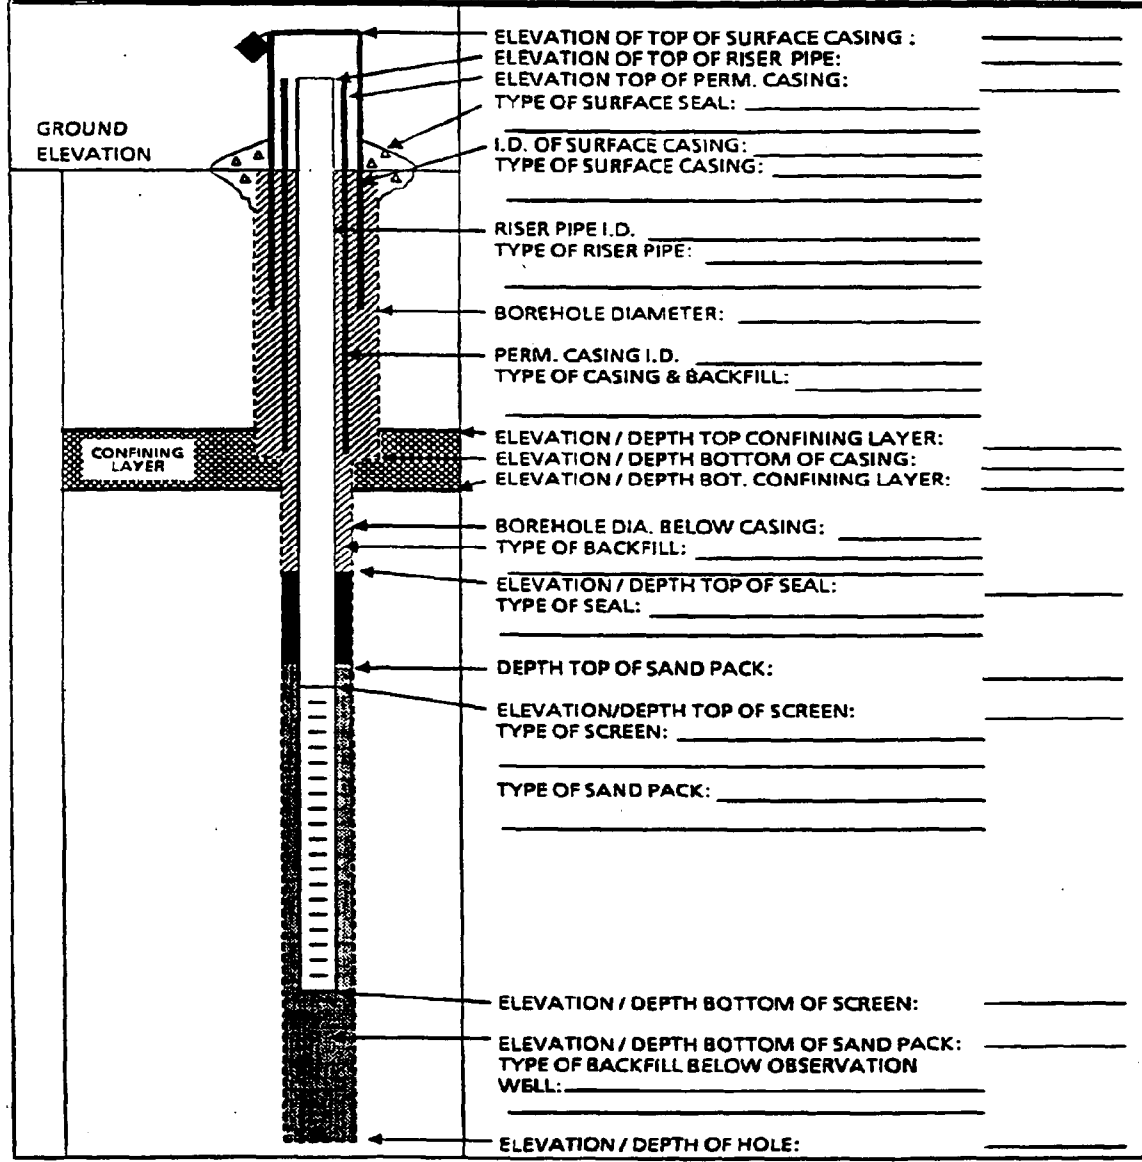 ELEVATION OF TOP OF SURFACE CASING :
ELEVATION OF TOP OF RISER PIPE:
ELEVATION TOP OF PERM. CASING:
TYPE OF SURFACE SEAL:
GROUND
ELEVATION
I.D. OF SURFACE CASING:
TYPE OF SURFACE CASING:
RISER PIPE I.D.
TYPE OF RISER PIPE:
BOREHOLE DIAMETER:
PERM. CASING I.D.
TYPE OF CASING & BACKFILL:
CONFINING
LAYER
ELEVATION / DEPTH TOP CONFINING LAYER:
ELEVATION / DEPTH BOTTOM OF CASING:
ELEVATION / DEPTH BOT. CONFINING LAYER:
BOREHOLE DIA. BELOW CASING:
TYPE OF BACKFILL:
ELEVATION / DEPTH TOP OF SEAL:
TYPE OF SEAL:
DEPTH TOP OF SAND PACK:
ELEVATION/DEPTH TOP OF SCREEN:
TYPE OF SCREEN:
TYPE OF SAND PACK:
ELEVATION / DEPTH BOTTOM OF SCREEN:
ELEVATION / DEPTH BOTTOM OF SAND PACK:
TYPE OF BACKFILL BELOW OBSERVATION
WELL:
ELEVATION / DEPTH OF HOLE: